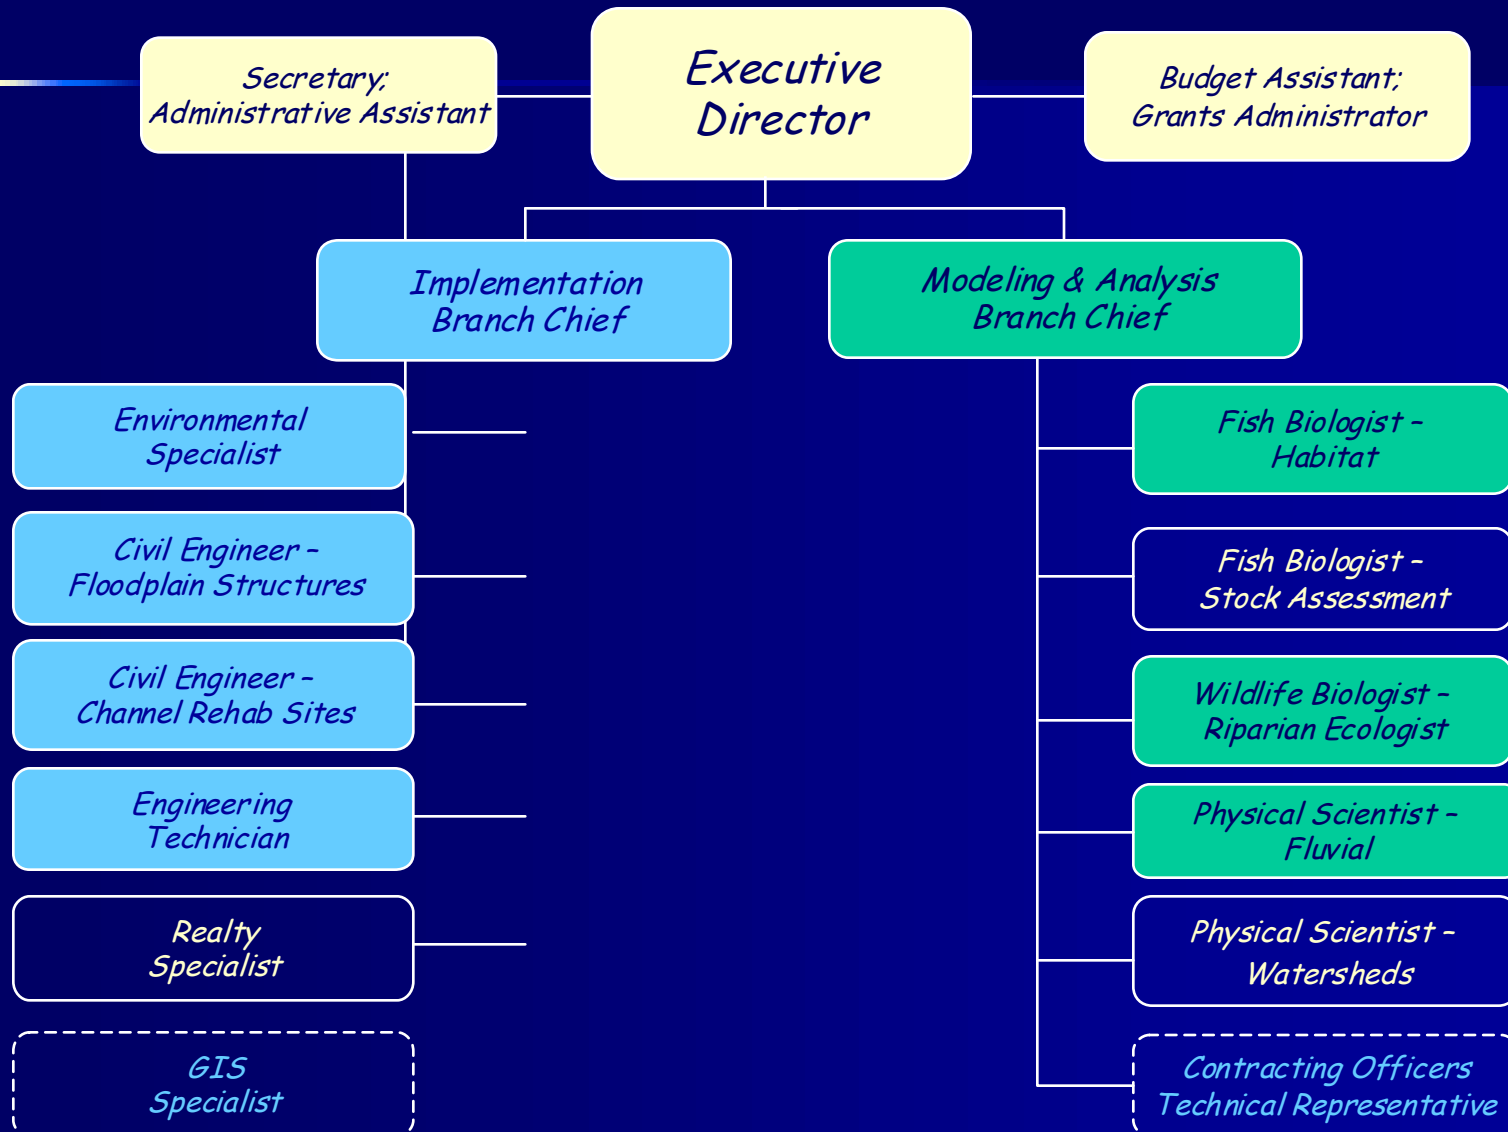 Secretary;
Administrative Assistant
Executive
Director
Budget Assistant;
Grants Administrator
Implementation
Branch Chief
Modeling & Analysis
Branch Chief
Environmental
Specialist
Civil Engineer –
Floodplain Structures
Civil Engineer –
Channel Rehab Sites
Engineering
Technician
Realty
Specialist
GIS
Specialist
Fish Biologist –
Habitat
Fish Biologist –
Stock Assessment
Wildlife Biologist –
Riparian Ecologist
Physical Scientist –
Fluvial
Physical Scientist –
Watersheds
Contracting Officers
Technical Representative